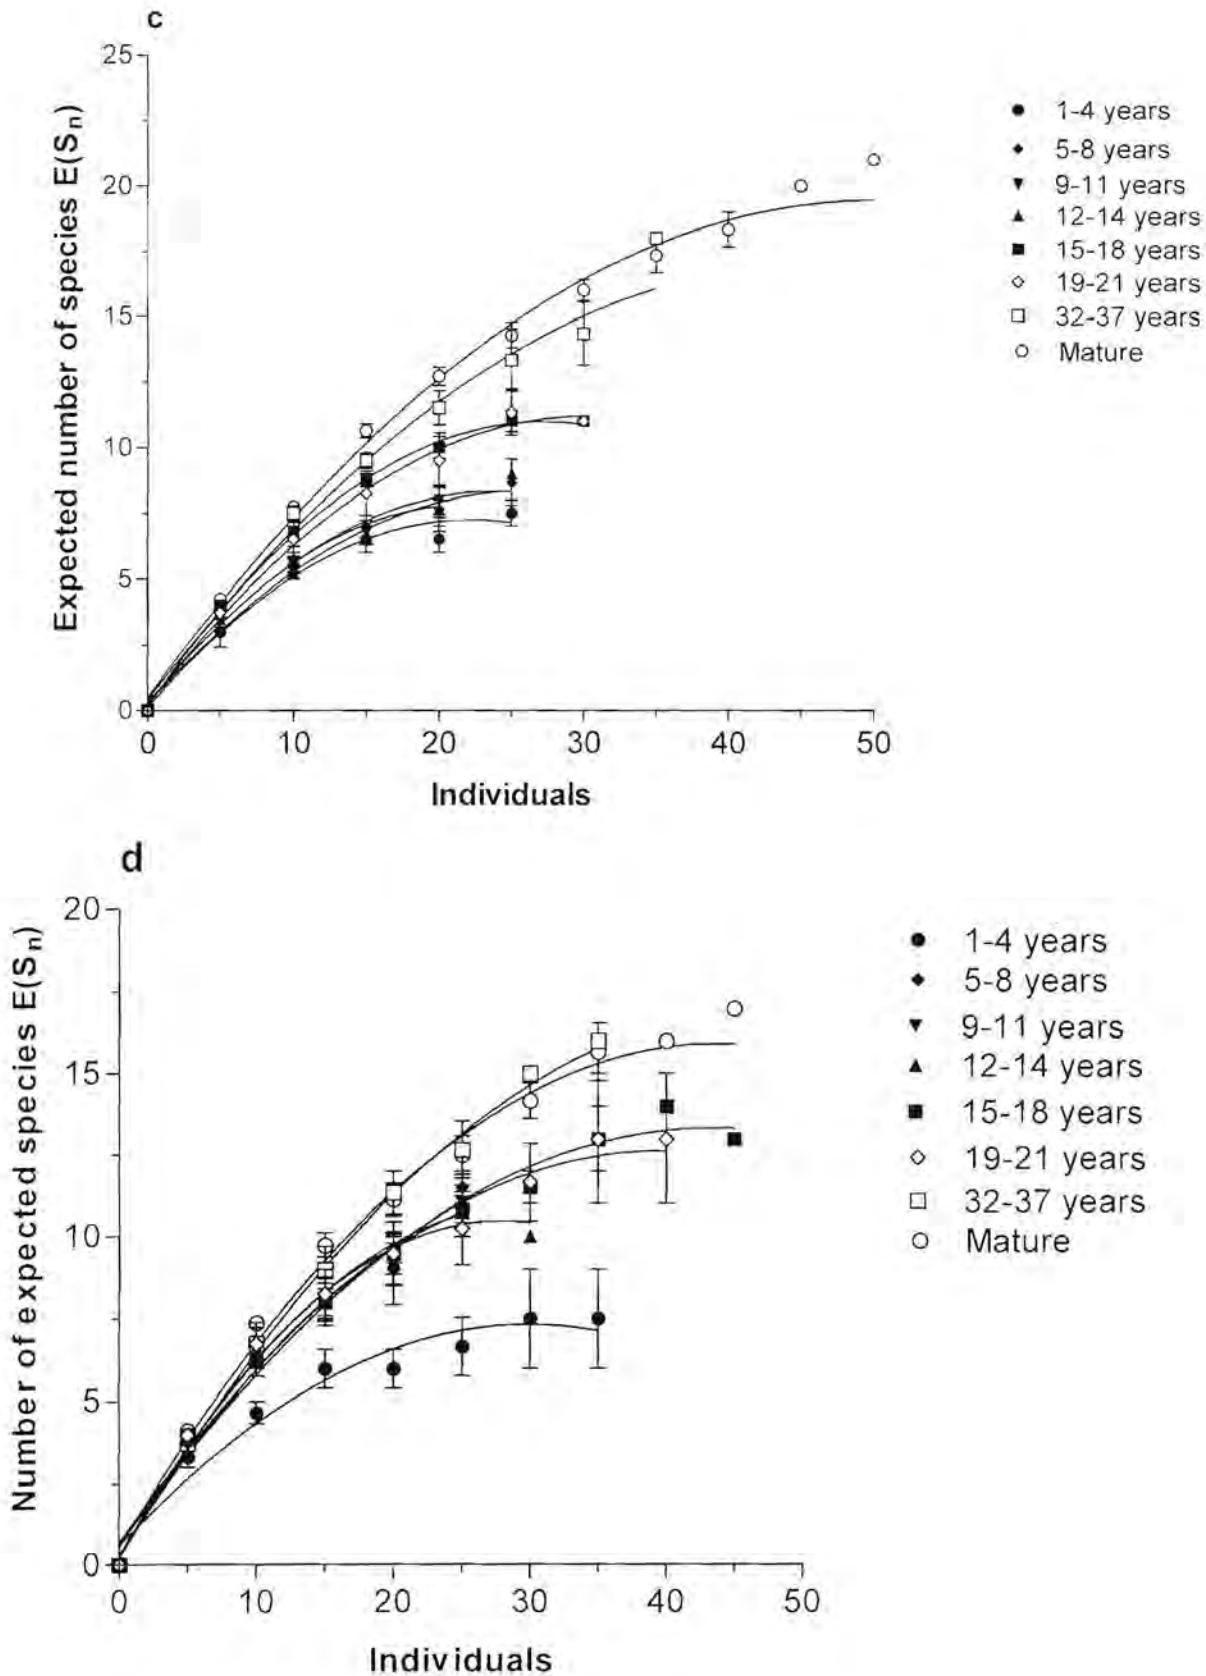 c
25
20
15
10
5
0
Expected number of species E(Sn)
0 10 20 30 40 50
Individuals
1-4 years
5-8 years
9-11 years
12-14 years
15-18 years
19-21 years
32-37 years
Mature
d
20
15
10
5
0
Number of expected species E(Sn)
0 10 20 30 40 50
Individuals
1-4 years
5-8 years
9-11 years
12-14 years
15-18 years
19-21 years
32-37 years
Mature